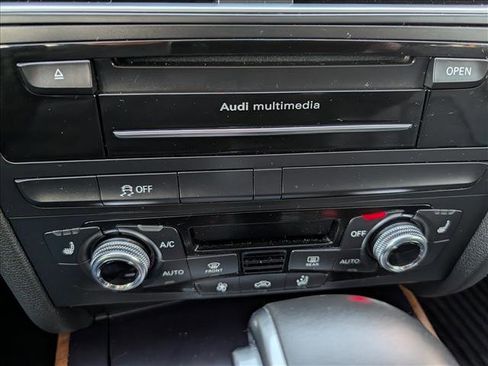 OPEN
Audi multimedia
OFF
A/C
OFF
AUTO
FRONT
REAR
AUTO